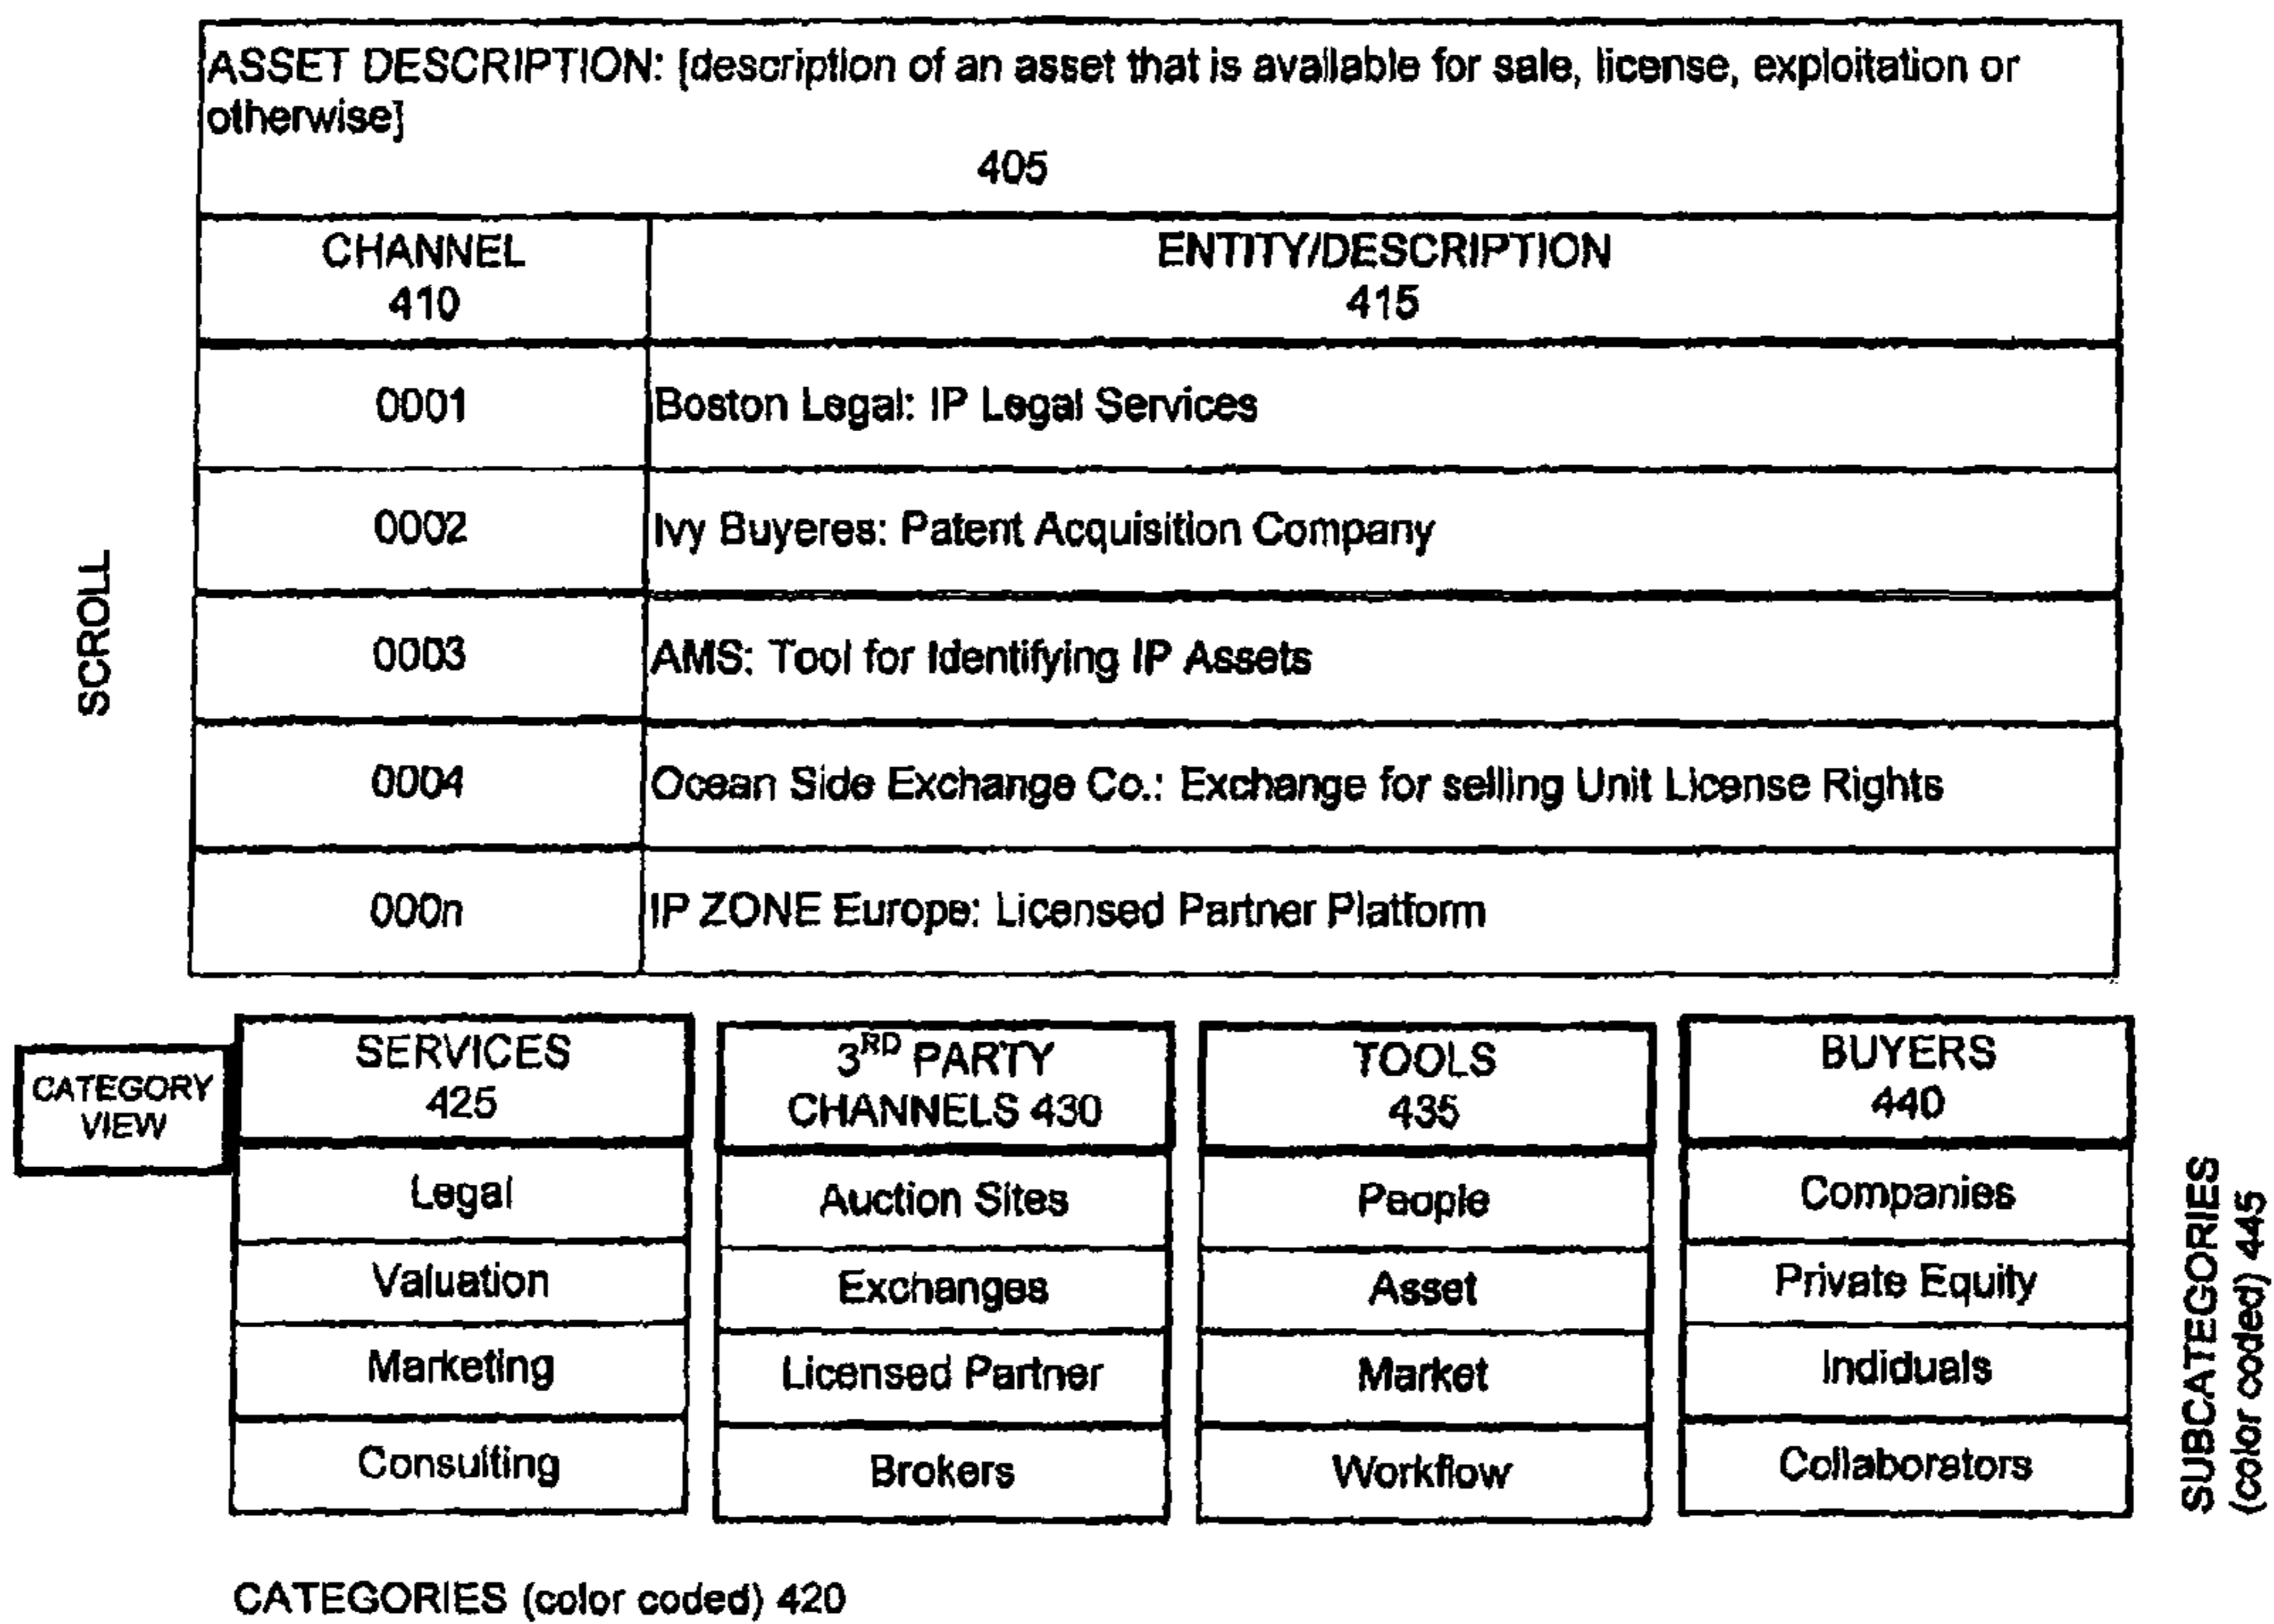 ASSET DESCRIPTION: [description of an asset that is available for sale, license, exploitation or
otherwise]
405
CHANNEL
410
ENTITY/DESCRIPTION
415
0001
Boston Legal: IP Legal Services
0002
Ivy Buyeres: Patent Acquisition Company
0003
AMS: Tool for Identifying IP Assets
0004
Ocean Side Exchange Co.: Exchange for selling Unit License Rights
000n
IP ZONE Europe: Licensed Partner Platform
SCROLL
CATEGORY
VIEW
SERVICES
425
Legal
Valuation
Marketing
Consulting
3RD PARTY
CHANNELS 430
Auction Sites
Exchanges
Licensed Partner
Brokers
TOOLS
435
People
Asset
Market
Workflow
BUYERS
440
Companies
Private Equity
Indiduals
Collaborators
SUBCATEGORIES
(color coded) 445
CATEGORIES (color coded) 420